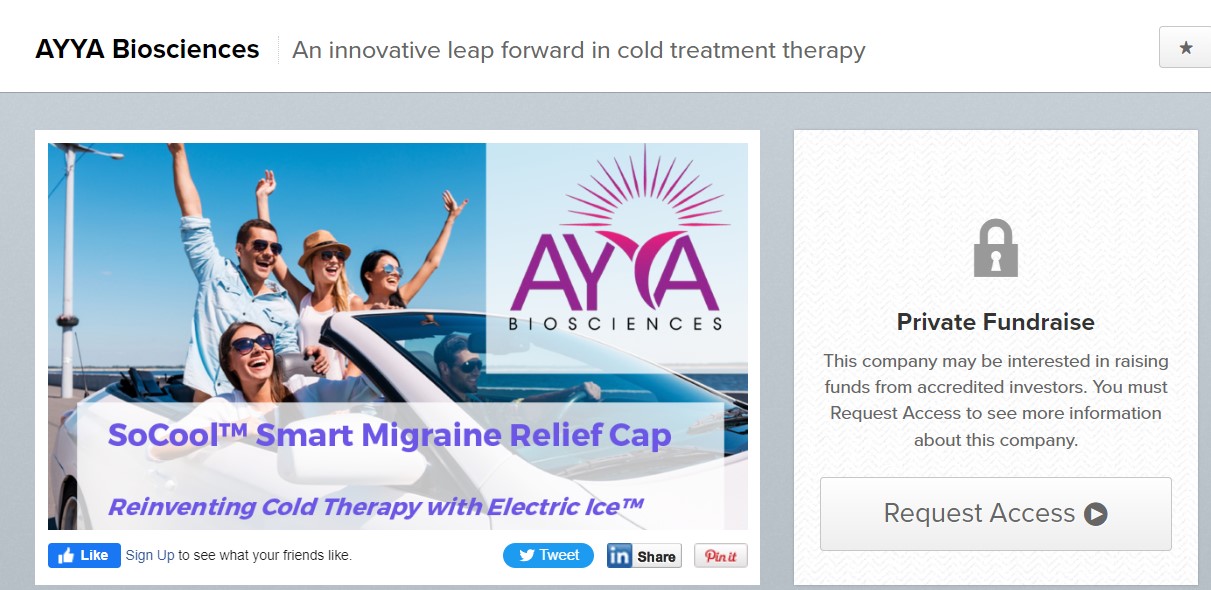 AYYA Biosciences An innovative leap forward in cold treatment therapy
AYYA
BIOSCIENCES
SoCool™ Smart Migraine Relief Cap
Reinventing Cold Therapy with Electric Ice™
Like Sign Up to see what your friends like.
Tweet
in Share
Pin it
Private Fundraise
This company may be interested in raising
funds from accredited investors. You must
Request Access to see more information
about this company.
Request Access